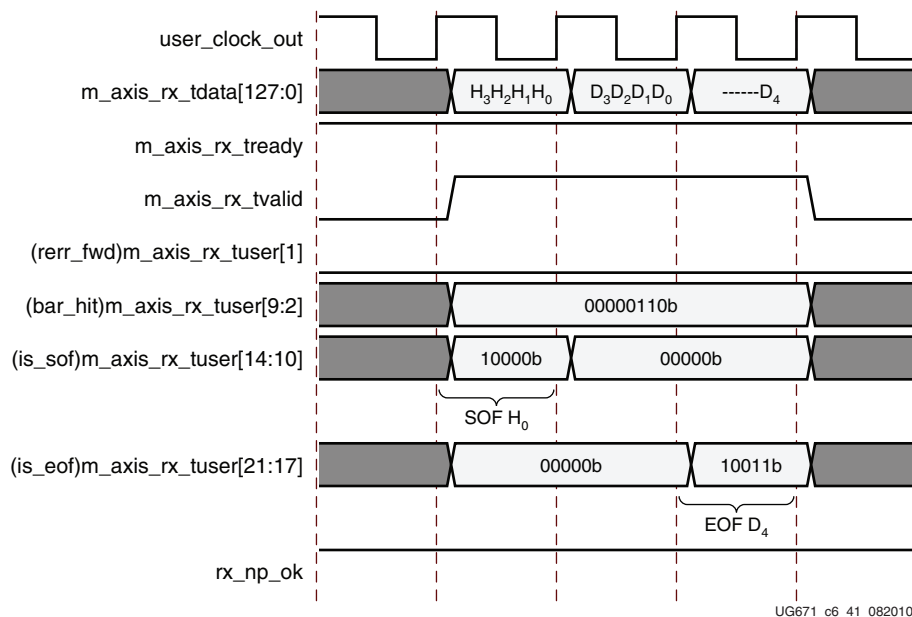 user_clock_out
m_axis_rx_tdata[127:0] H₃H₂H₁H₀ D₃D₂D₁D₀ ------D₄
m_axis_rx_tready
m_axis_rx_tvalid
(rerr_fwd)m_axis_rx_tuser[1]
(bar_hit)m_axis_rx_tuser[9:2] 00000110b
(is_sof)m_axis_rx_tuser[14:10] 10000b 00000b
SOF H₀
(is_eof)m_axis_rx_tuser[21:17] 00000b 10011b
EOF D₄
rx_np_ok
UG671_c6_41_082010